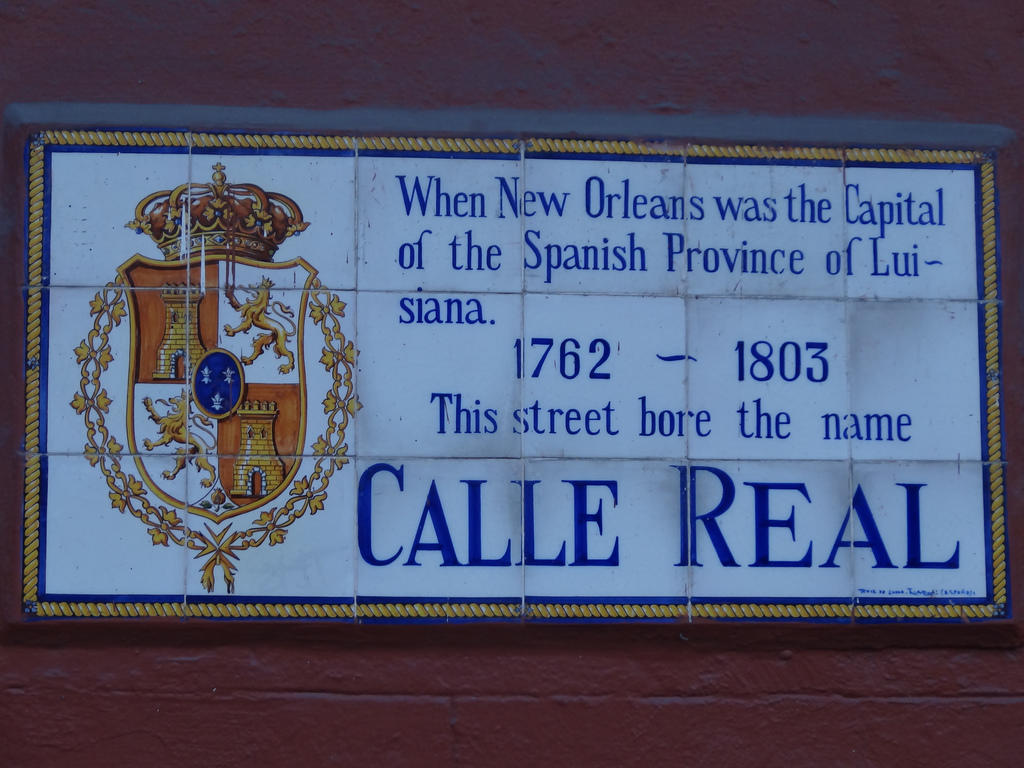 When New Orleans was the Capital
of the Spanish Province of Lui~
siana.
1762 ~ 1803
This street bore the name
CALLE REAL